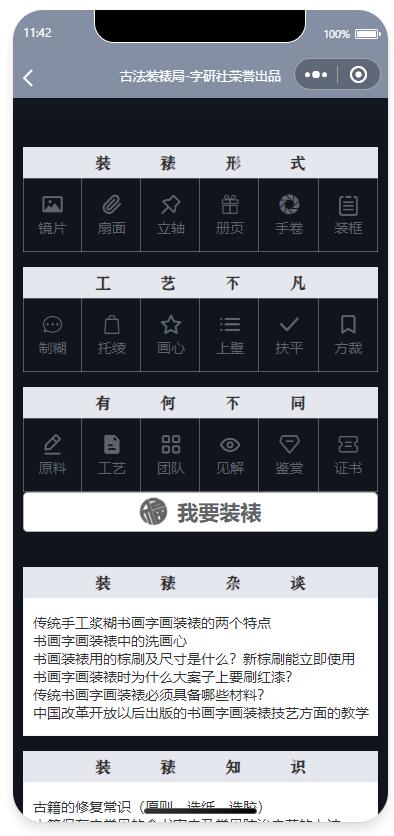 11:42
100%
古法装裱局-字研社荣誉出品
装裱形式
镜片 扇面 立轴 册页 手卷 装框
工艺不凡
制糊 托绫 画心 上壁 扶平 方裁
有何不同
原料 工艺 团队 见解 鉴赏 证书
我要装裱
装裱杂谈
传统手工浆糊书画字画装裱的两个特点
书画字画装裱中的洗画心
书画装裱用的棕刷及尺寸是什么？新棕刷能立即使用
书画字画装裱时为什么大案子上要刷红漆？
传统书画字画装裱必须具备哪些材料？
中国改革开放以后出版的书画字画装裱技艺方面的教学
装裱知识
古籍的修复常识（原则、选纸、选胶）